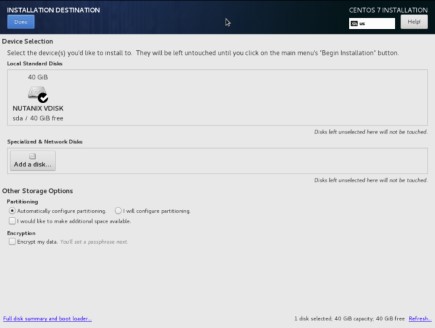 INSTALLATION DESTINATION
CENTOS 7 INSTALLATION
Done
us
Help!
Device Selection
Select the device(s) you'd like to install to. They will be left untouched until you click on the main menu's "Begin Installation" button.
Local Standard Disks
40 GiB
NUTANIX VDISK
sda / 40 GiB free
Disks left unselected here will not be touched.
Specialized & Network Disks
Add a disk...
Disks left unselected here will not be touched.
Other Storage Options
Partitioning
Automatically configure partitioning.
I will configure partitioning.
I would like to make additional space available.
Encryption
Encrypt my data. You'll set a passphrase next.
Full disk summary and boot loader...
1 disk selected; 40 GiB capacity; 40 GiB free
Refresh...